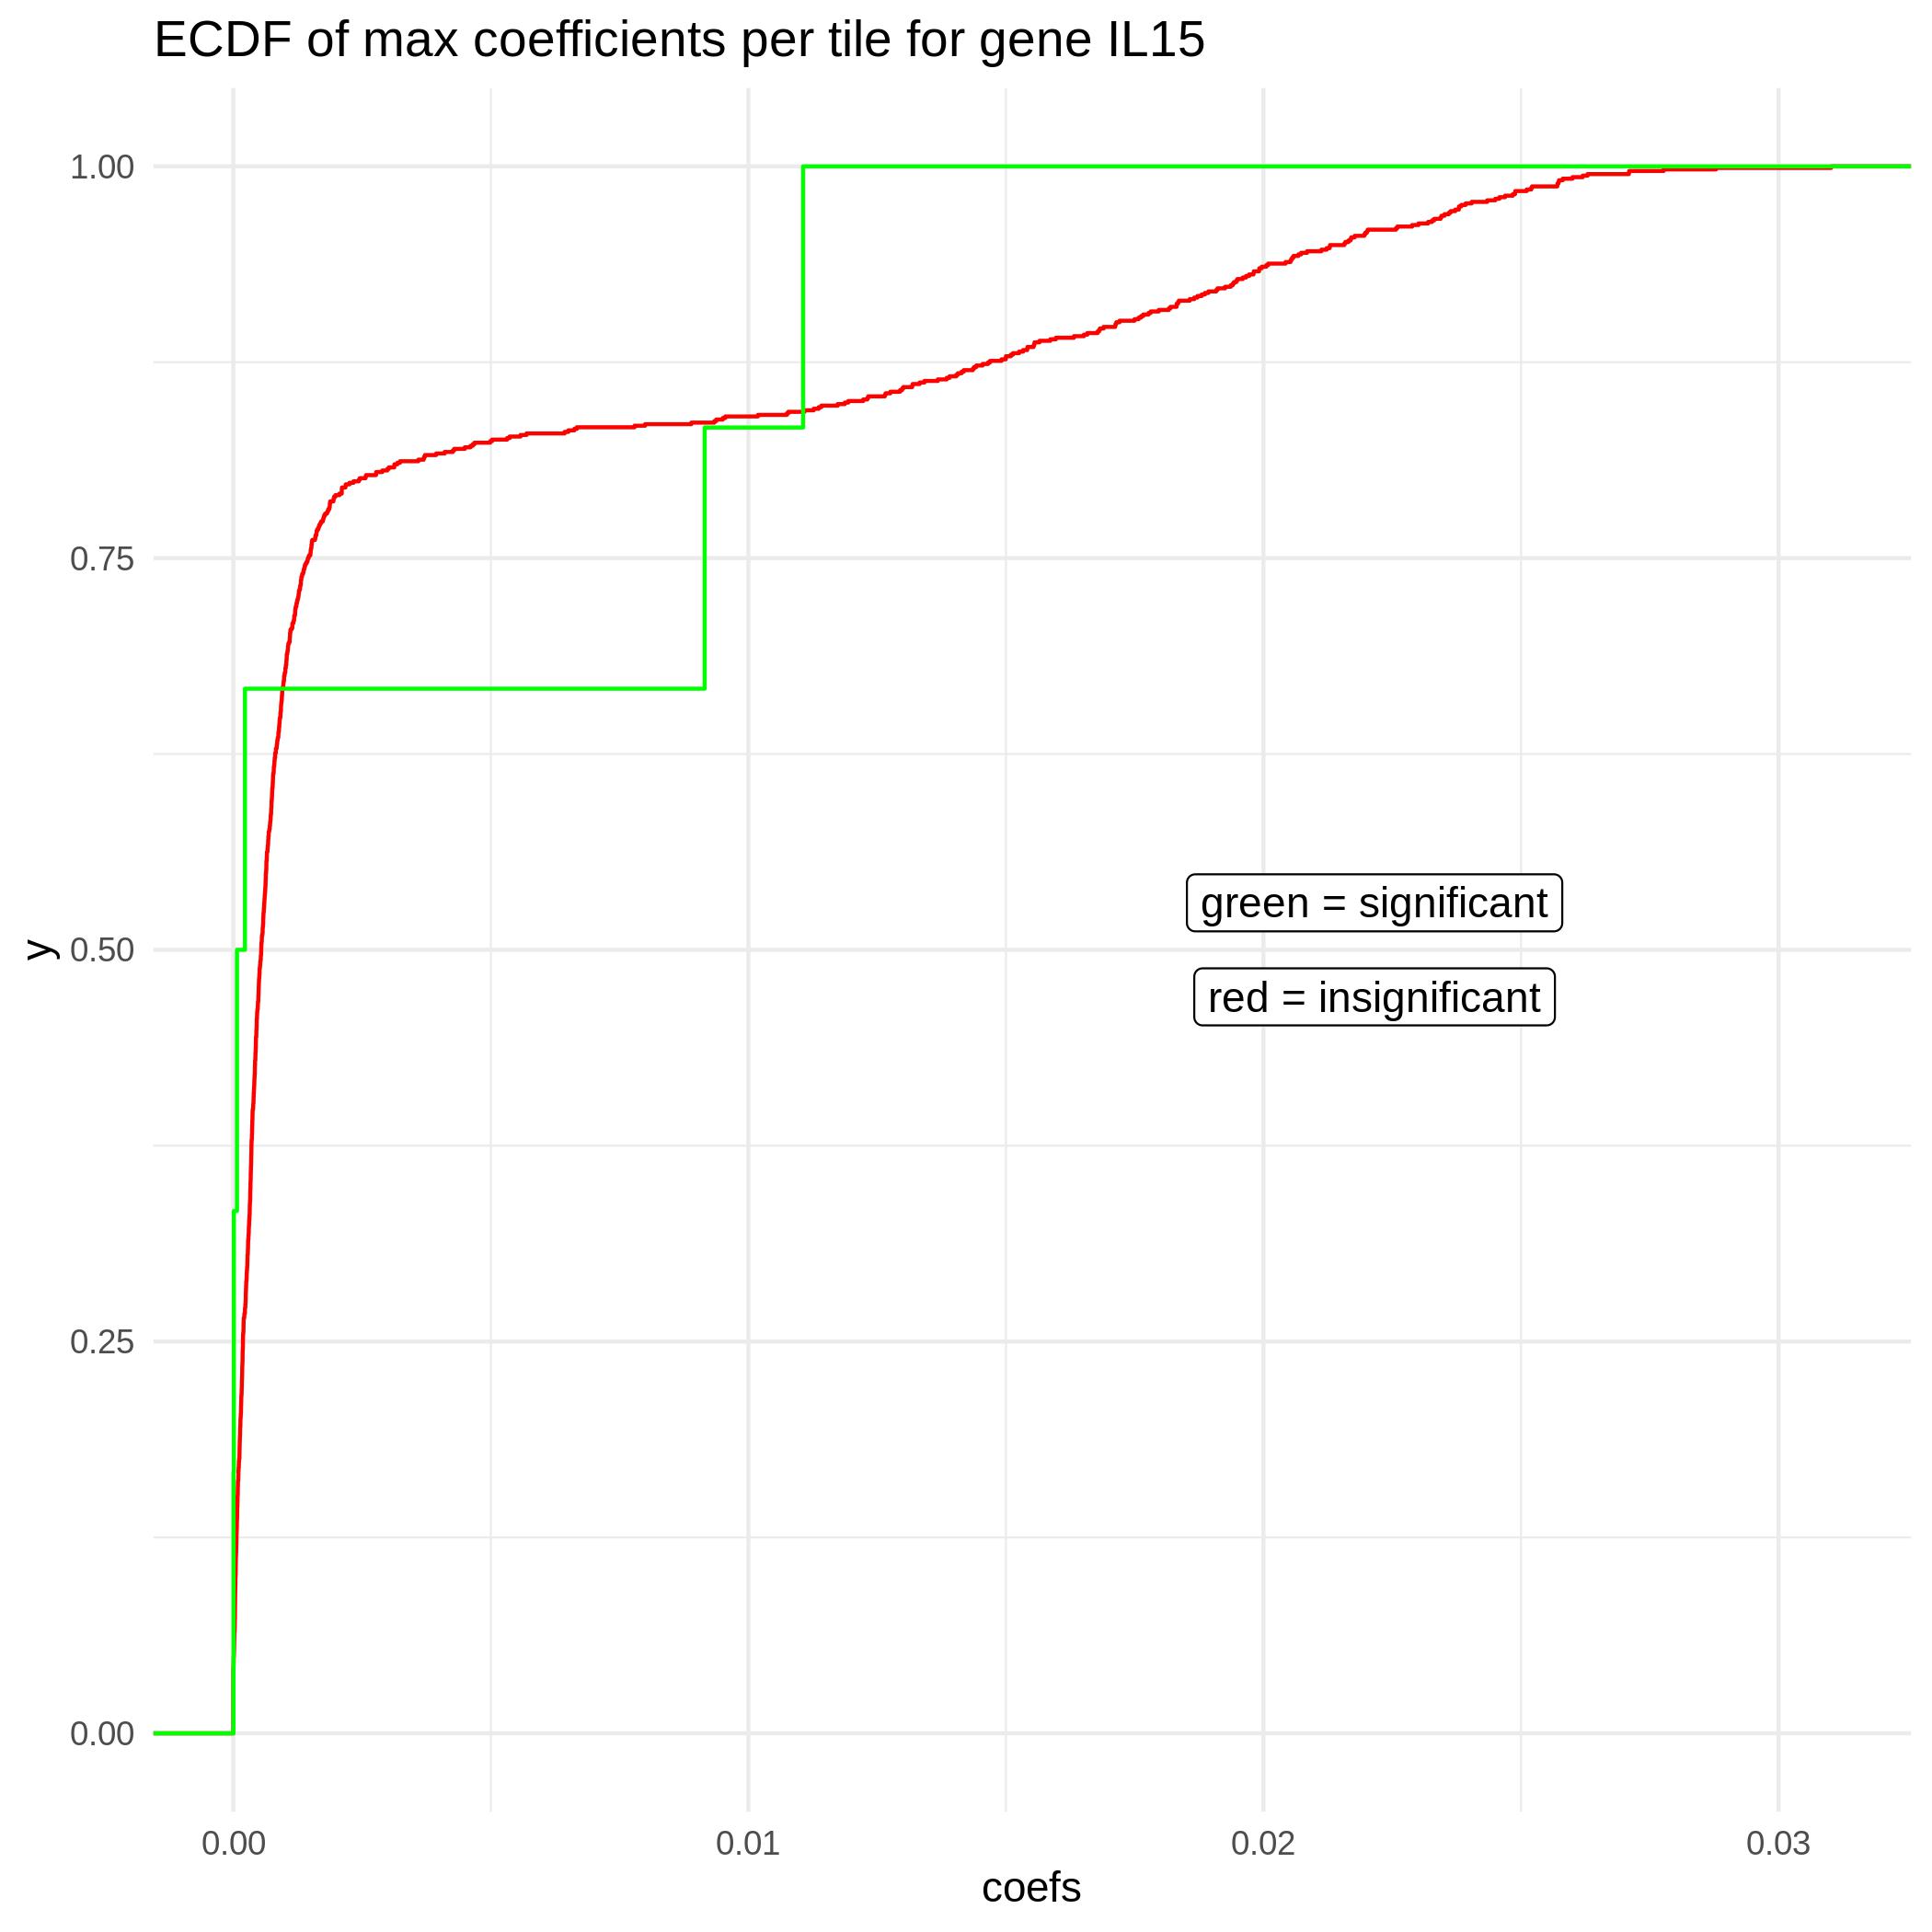 ECDF of max coefficients per tile for gene IL15
1.00
0.75
0.50
0.25
0.00
y
green = significant
red = insignificant
0.00 0.01 0.02 0.03
coefs